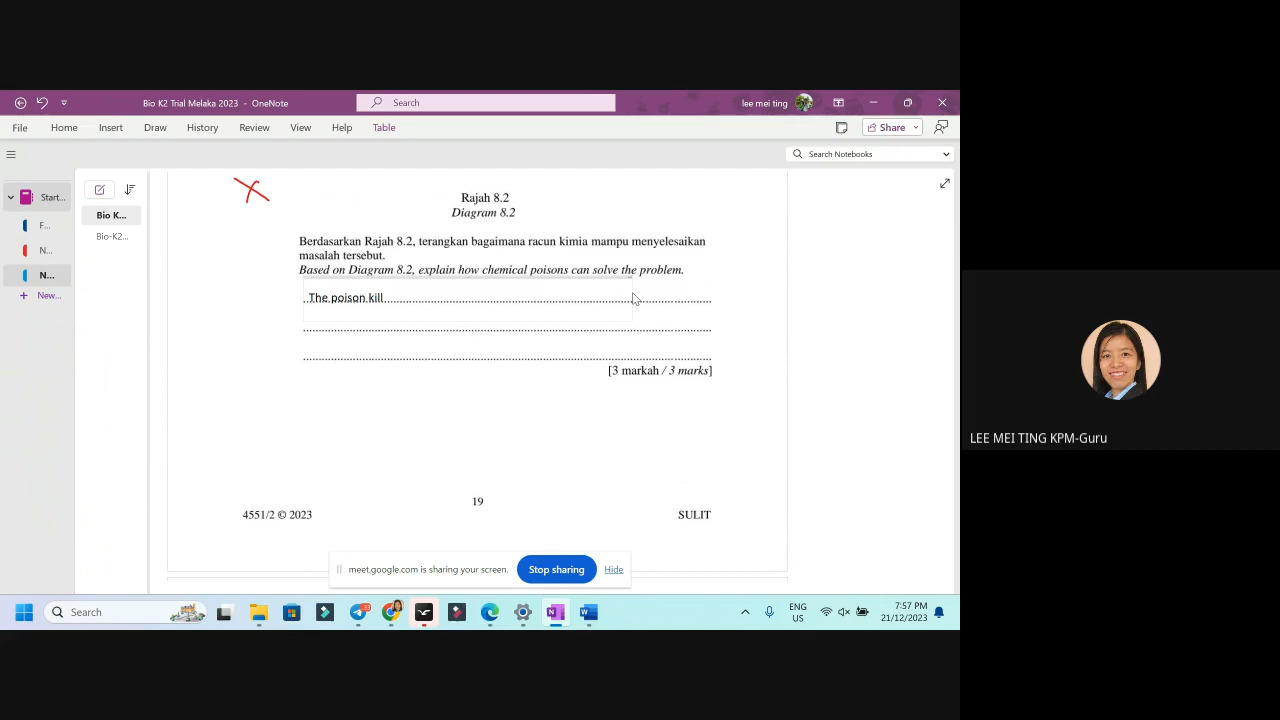 Bio K2 Trial Melaka 2023 - OneNote
Search
lee mei ting
File Home Insert Draw History Review View Help Table
Share
Search Notebooks
Start...
F...
N...
N...
New...
Bio K...
Bio-K2...
Rajah 8.2
Diagram 8.2
Berdasarkan Rajah 8.2, terangkan bagaimana racun kimia mampu menyelesaikan
masalah tersebut.
Based on Diagram 8.2, explain how chemical poisons can solve the problem.
The poison kill
[3 markah / 3 marks]
19
4551/2 © 2023
SULIT
meet.google.com is sharing your screen.
Stop sharing
Hide
LEE MEI TING KPM-Guru
Search
ENG
US
7:57 PM
21/12/2023